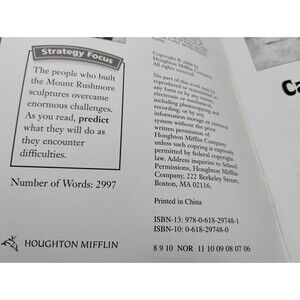 Strategy Focus
The people who built
the Mount Rushmore
sculptures overcame
enormous challenges.
As you read, predict
what they will do as
they encounter
difficulties.
Number of Words: 2997
HOUGHTON MIFFLIN
Copyright © 2004 by
Houghton Mifflin Company.
All rights reserved.
No part of this work may be
reproduced or transmitted in
any form or by any means,
electronic or mechanical,
including photocopying
and recording, or by any
information storage or retrieval
system without the prior
written permission of
Houghton Mifflin Company
unless such copying is expressly
permitted by federal copyright
law. Address inquiries to School
Permissions, Houghton Mifflin
Company, 222 Berkeley Street,
Boston, MA 02116.
Printed in China
ISBN-13: 978-0-618-29748-1
ISBN-10: 0-618-29748-0
8 9 10 NOR 11 10 09 08 07 06
Ca